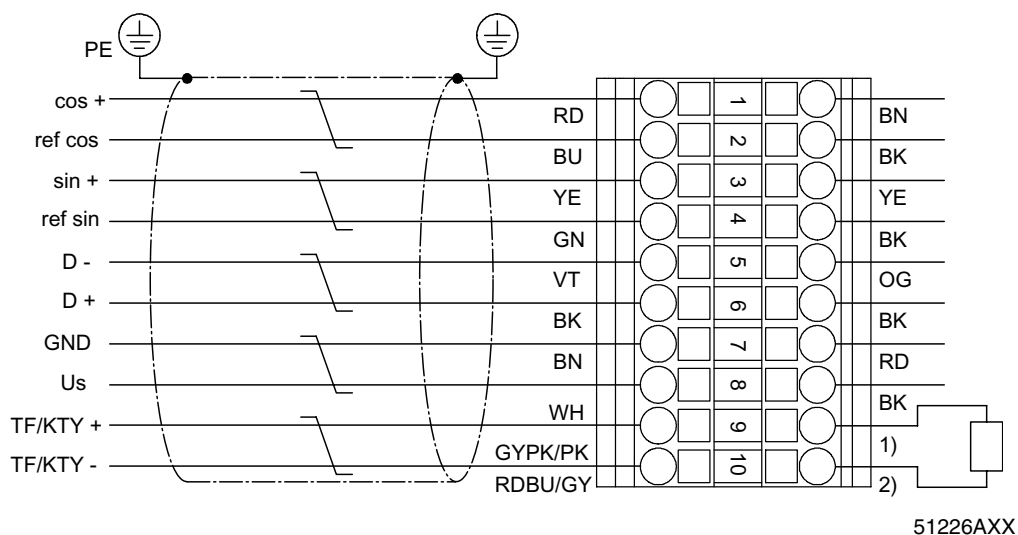 PE
cos +
RD
1
BN
ref cos
BU
2
BK
sin +
YE
3
YE
ref sin
GN
4
BK
D -
VT
5
OG
D +
BK
6
BK
GND
BN
7
RD
Us
WH
8
BK
TF/KTY +
GYPK/PK
9
1)
TF/KTY -
RDBU/GY
10
2)
51226AXX